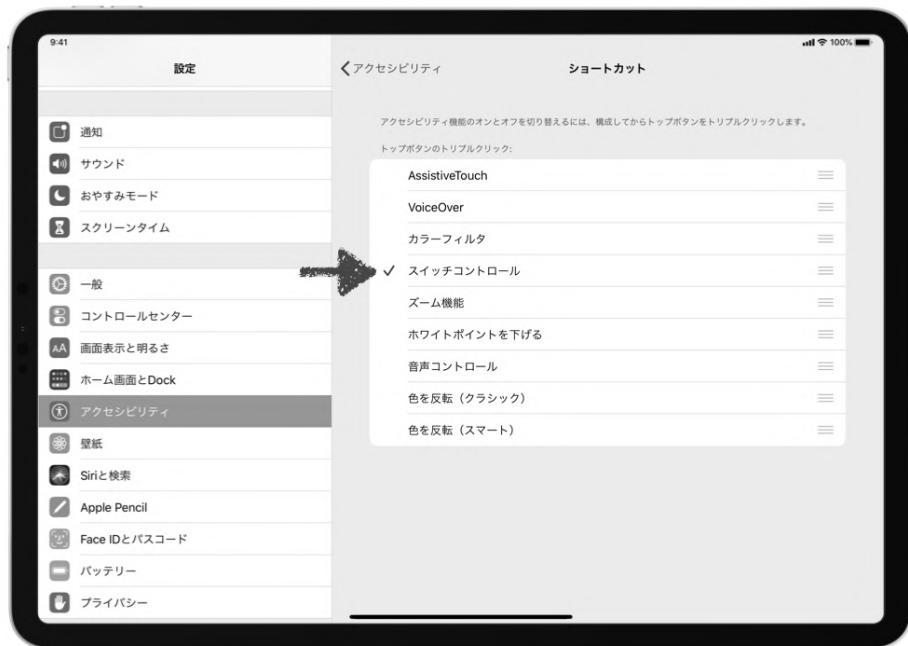 9:41
100%
設定
アクセシビリティ
ショートカット
通知
サウンド
おやすみモード
スクリーンタイム
一般
コントロールセンター
AA 画面表示と明るさ
ホーム画面とDock
アクセシビリティ
壁紙
Siriと検索
Apple Pencil
Face IDとパスコード
バッテリー
プライバシー
アクセシビリティ機能のオンとオフを切り替えるには、構成してからトップボタンをトリプルクリックします。
トップボタンのトリプルクリック:
AssistiveTouch
VoiceOver
カラーフィルタ
✓ スイッチコントロール
ズーム機能
ホワイトポイントを下げる
音声コントロール
色を反転（クラシック）
色を反転（スマート）